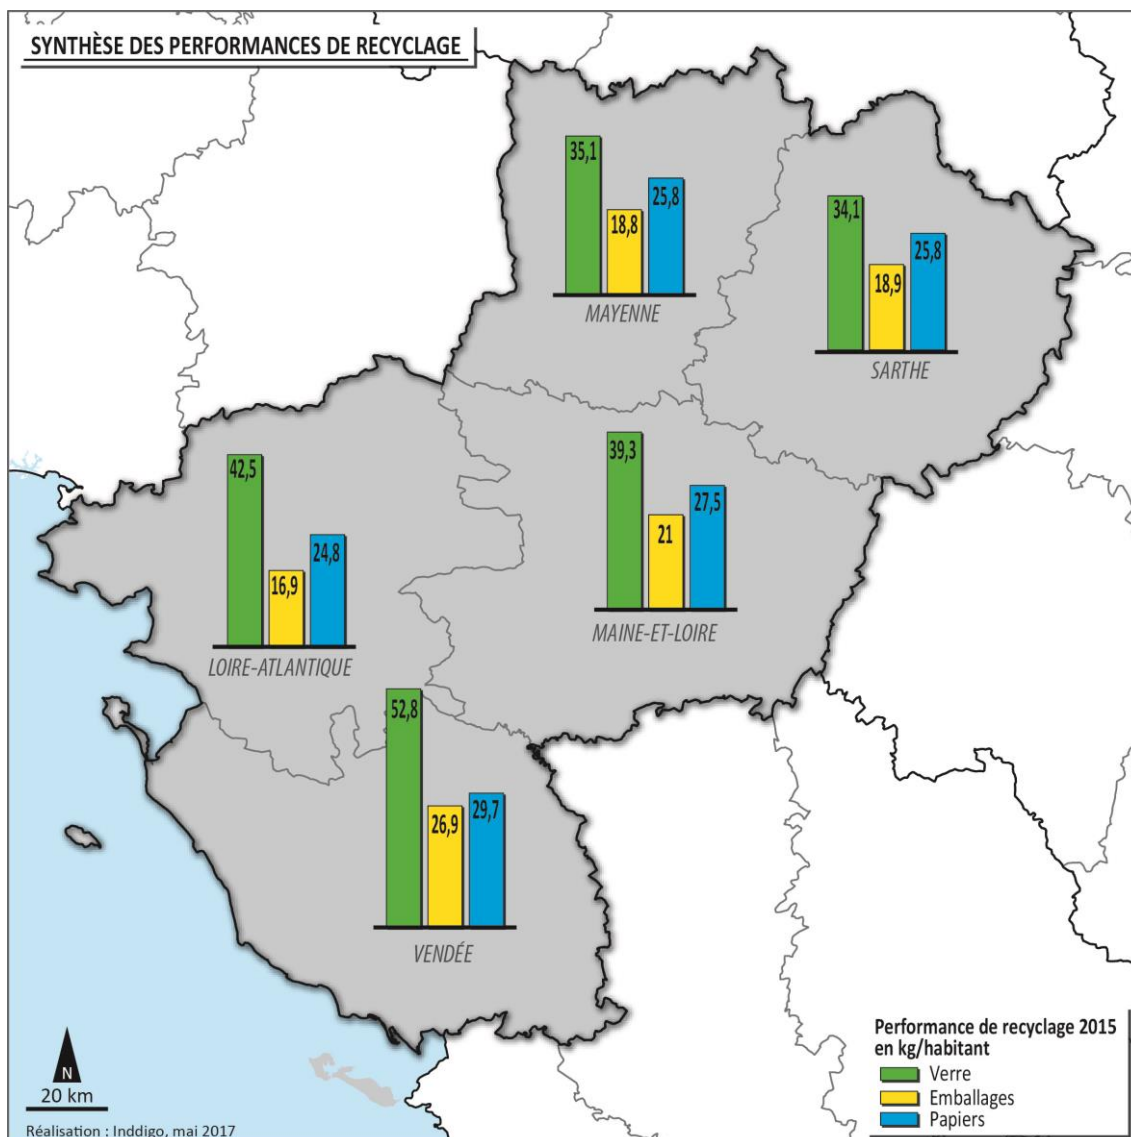 SYNTHÈSE DES PERFORMANCES DE RECYCLAGE
35,1
18,8
25,8
MAYENNE
34,1
18,9
25,8
SARTHE
42,5
16,9
24,8
LOIRE-ATLANTIQUE
39,3
21
27,5
MAINE-ET-LOIRE
52,8
26,9
29,7
VENDÉE
N
20 km
Réalisation : Inddigo, mai 2017
Performance de recyclage 2015
en kg/habitant
Verre
Emballages
Papiers